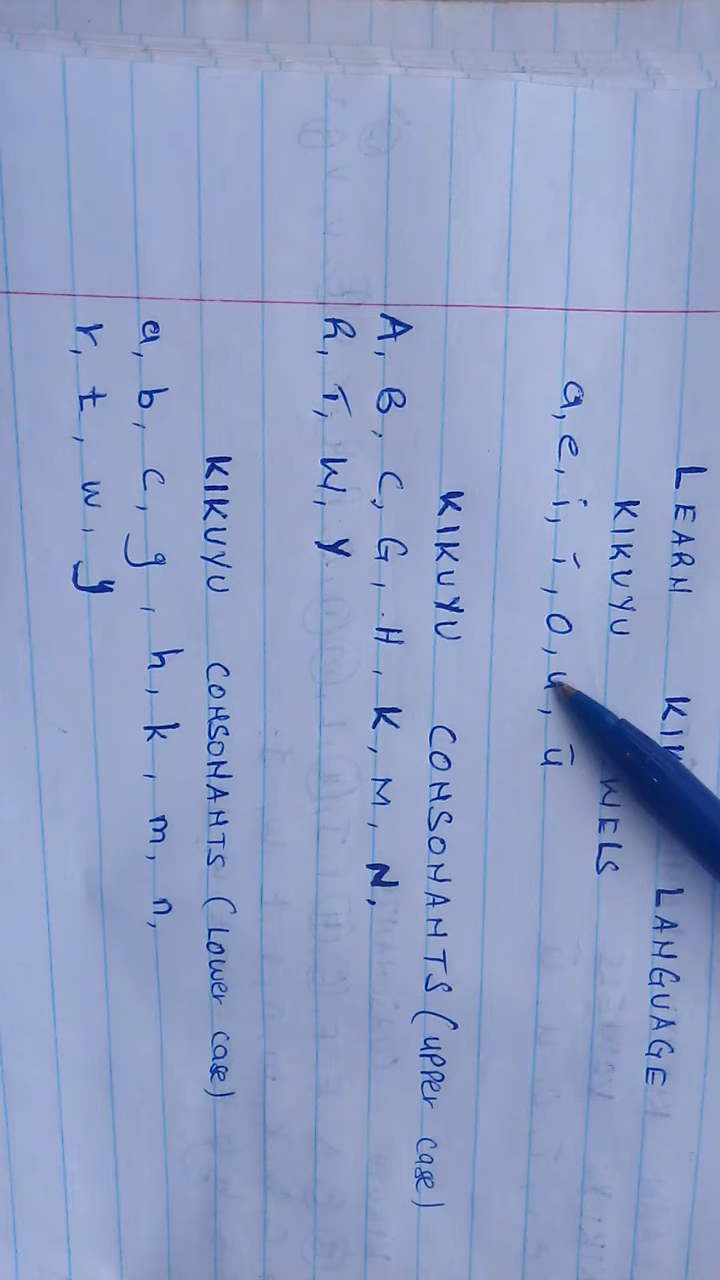 LEARN LANGUAGE
KIKUYU
a, e, i, ī, o, u, ū
KIKUYU CONSONANTS (upper case)
A, B, C, G, H, K, M, N,
R, T, W, Y
KIKUYU CONSONANTS (Lower case)
a, b, c, g, h, k, m, n,
r, t, w, y